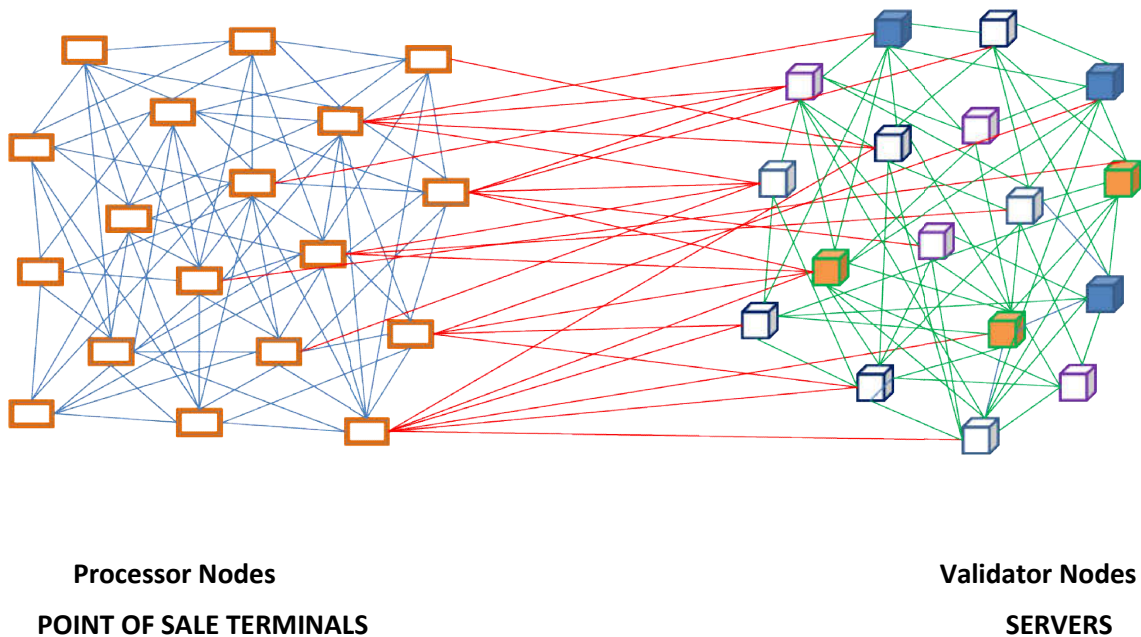 Processor Nodes
Validator Nodes
POINT OF SALE TERMINALS
SERVERS